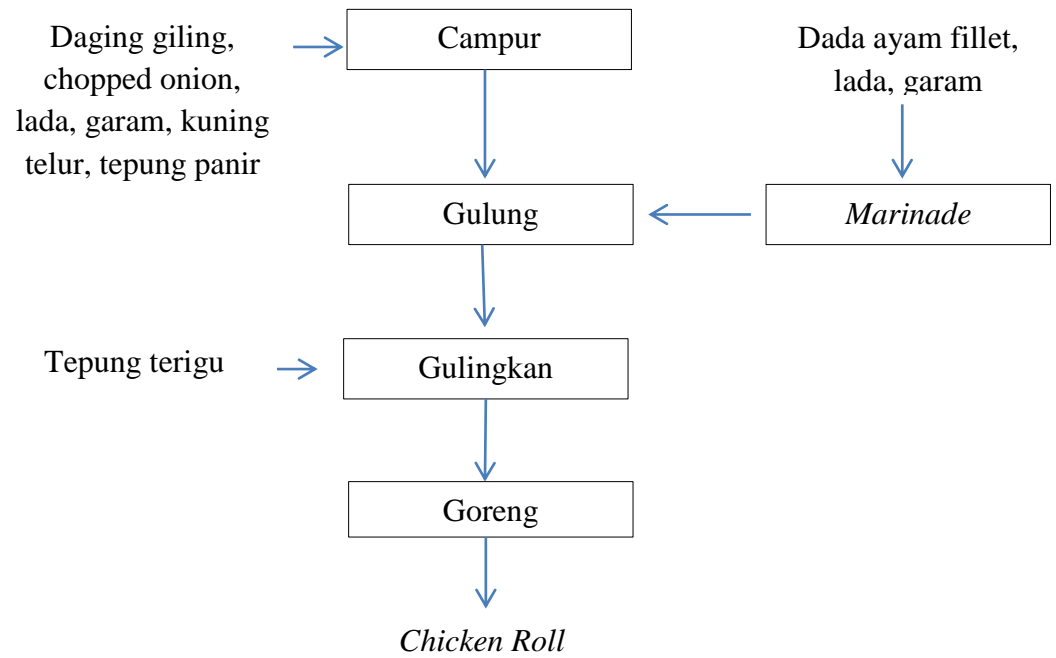 Daging giling,
chopped onion,
lada, garam, kuning
telur, tepung panir
Campur
Dada ayam fillet,
lada, garam
Gulung
Marinade
Tepung terigu
Gulingkan
Goreng
Chicken Roll